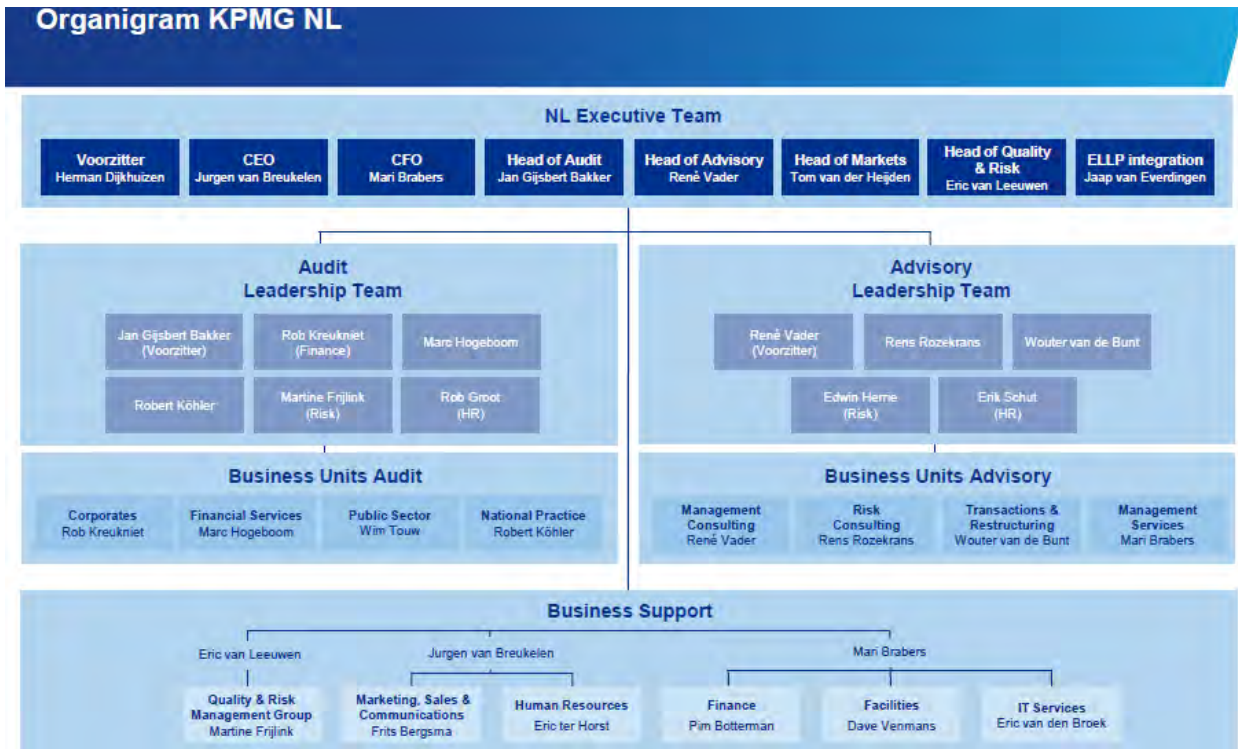 Organigram KPMG NL
NL Executive Team
Voorzitter
Herman Dijkhuizen
CEO
Jurgen van Breukelen
CFO
Mari Brabers
Head of Audit
Jan Gijsbert Bakker
Head of Advisory
René Vader
Head of Markets
Tom van der Heijden
Head of Quality
& Risk
Eric van Leeuwen
ELLP integration
Jaap van Everdingen
Audit
Leadership Team
Jan Gijsbert Bakker
(Voorzitter)
Rob Kreukniet
(Finance)
Marc Hogeboom
Robert Köhler
Martine Frijlink
(Risk)
Rob Groot
(HR)
Advisory
Leadership Team
René Vader
(Voorzitter)
Rens Rozekrans
Wouter van de Bunt
Edwin Herrie
(Risk)
Erik Schut
(HR)
Business Units Audit
Corporates
Rob Kreukniet
Financial Services
Marc Hogeboom
Public Sector
Wim Touw
National Practice
Robert Köhler
Business Units Advisory
Management
Consulting
René Vader
Risk
Consulting
Rens Rozekrans
Transactions &
Restructuring
Wouter van de Bunt
Management
Services
Mari Brabers
Business Support
Eric van Leeuwen
Jurgen van Breukelen
Mari Brabers
Quality & Risk
Management Group
Martine Frijlink
Marketing, Sales &
Communications
Frits Bergsma
Human Resources
Eric ter Horst
Finance
Pim Botterman
Facilities
Dave Venmans
IT Services
Eric van den Broek